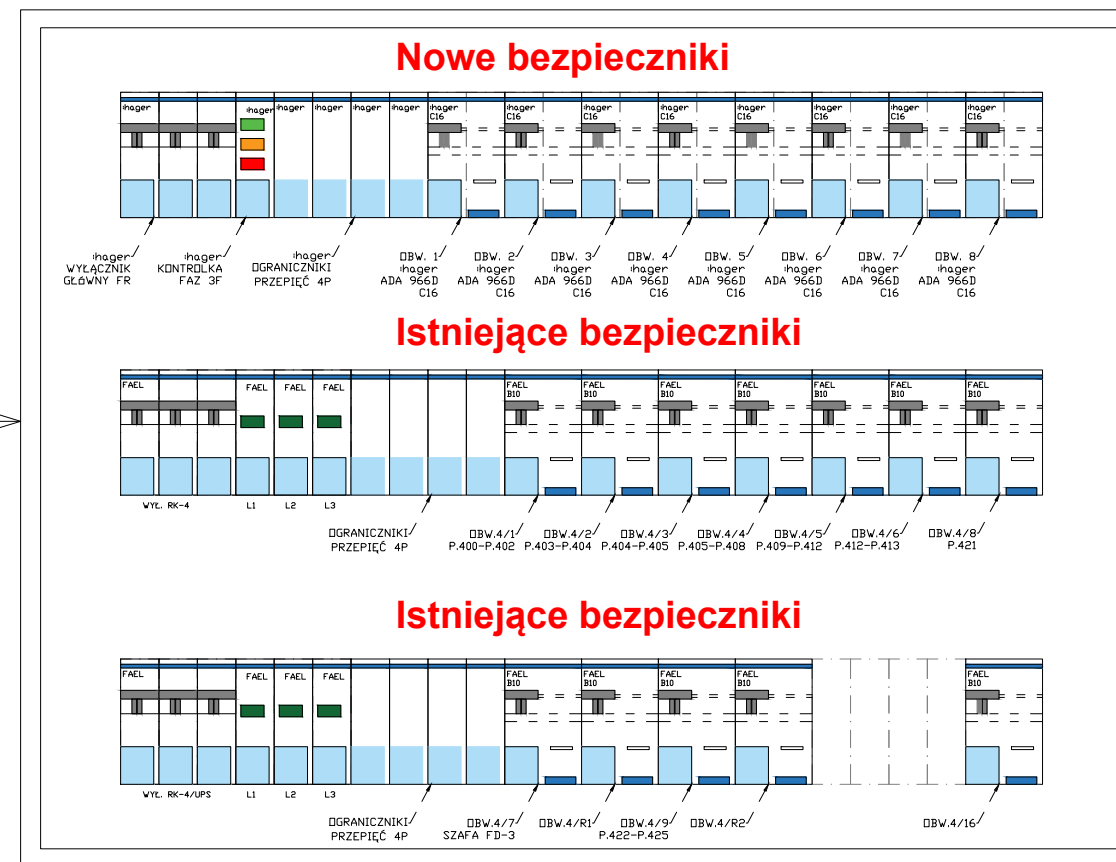 Nowe bezpieczniki
:hager :hager :hager :hager :hager :hager :hager :hager :hager :hager :hager :hager :hager :hager
C16 C16 C16 C16 C16 C16 C16 C16
:hager
WYŁĄCZNIK
GŁÓWNY FR
:hager
KONTROLKA
FAZ 3F
:hager
OGRANICZNIKI
PRZEPIĘĆ 4P
OBW. 1
:hager
ADA 966D
C16
OBW. 2
:hager
ADA 966D
C16
OBW. 3
:hager
ADA 966D
C16
OBW. 4
:hager
ADA 966D
C16
OBW. 5
:hager
ADA 966D
C16
OBW. 6
:hager
ADA 966D
C16
OBW. 7
:hager
ADA 966D
C16
OBW. 8
:hager
ADA 966D
C16
Istniejące bezpieczniki
FAEL FAEL FAEL FAEL FAEL FAEL FAEL FAEL FAEL FAEL FAEL
B10 B10 B10 B10 B10 B10 B10
WYŁ. RK-4 L1 L2 L3
OGRANICZNIKI
PRZEPIĘĆ 4P
OBW.4/1
P.400-P.402
OBW.4/2
P.403-P.404
OBW.4/3
P.404-P.405
OBW.4/4
P.405-P.408
OBW.4/5
P.409-P.412
OBW.4/6
P.412-P.413
OBW.4/8
P.421
Istniejące bezpieczniki
FAEL FAEL FAEL FAEL FAEL FAEL FAEL FAEL FAEL
B10 B10 B10 B10 B10
WYŁ. RK-4/UPS L1 L2 L3
OGRANICZNIKI
PRZEPIĘĆ 4P
OBW.4/7
SZAFA FD-3
OBW.4/R1
OBW.4/9
P.422-P.425
OBW.4/R2
OBW.4/16